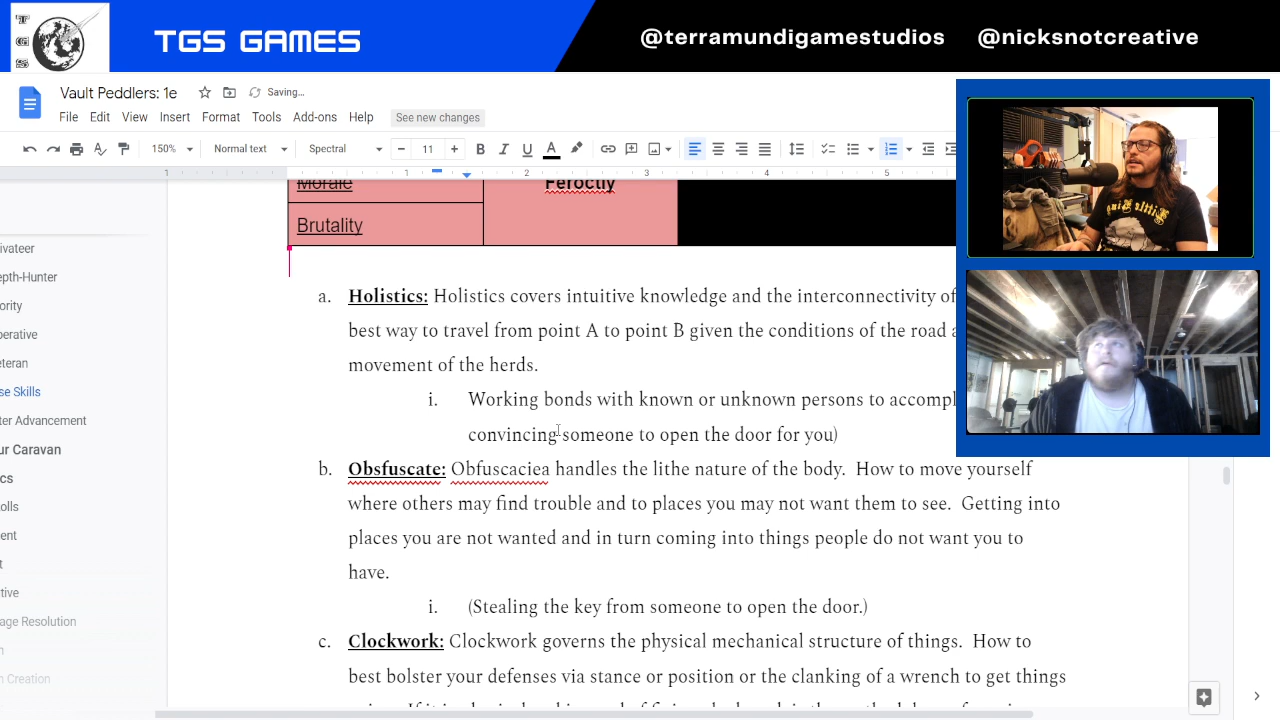 T
G
S
TGS GAMES
@terramundigamestudios @nicksnotcreative
Vault Peddlers: 1e Saving…
File Edit View Insert Format Tools Add-ons Help See new changes
150% Normal text Spectral 11 B I U A
1 1 2 3 4 5
Morale
Feroctiy
Brutality
ivateer
epth-Hunter
ority
perative
eteran
se Skills
ter Advancement
ur Caravan
cs
olls
ent
t
tive
age Resolution
n
n Creation
a. Holistics: Holistics covers intuitive knowledge and the interconnectivity of
best way to travel from point A to point B given the conditions of the road a
movement of the herds.
i. Working bonds with known or unknown persons to accompl
convincing someone to open the door for you)
b. Obsfuscate: Obfuscaciea handles the lithe nature of the body. How to move yourself
where others may find trouble and to places you may not want them to see. Getting into
places you are not wanted and in turn coming into things people do not want you to
have.
i. (Stealing the key from someone to open the door.)
c. Clockwork: Clockwork governs the physical mechanical structure of things. How to
best bolster your defenses via stance or position or the clanking of a wrench to get things